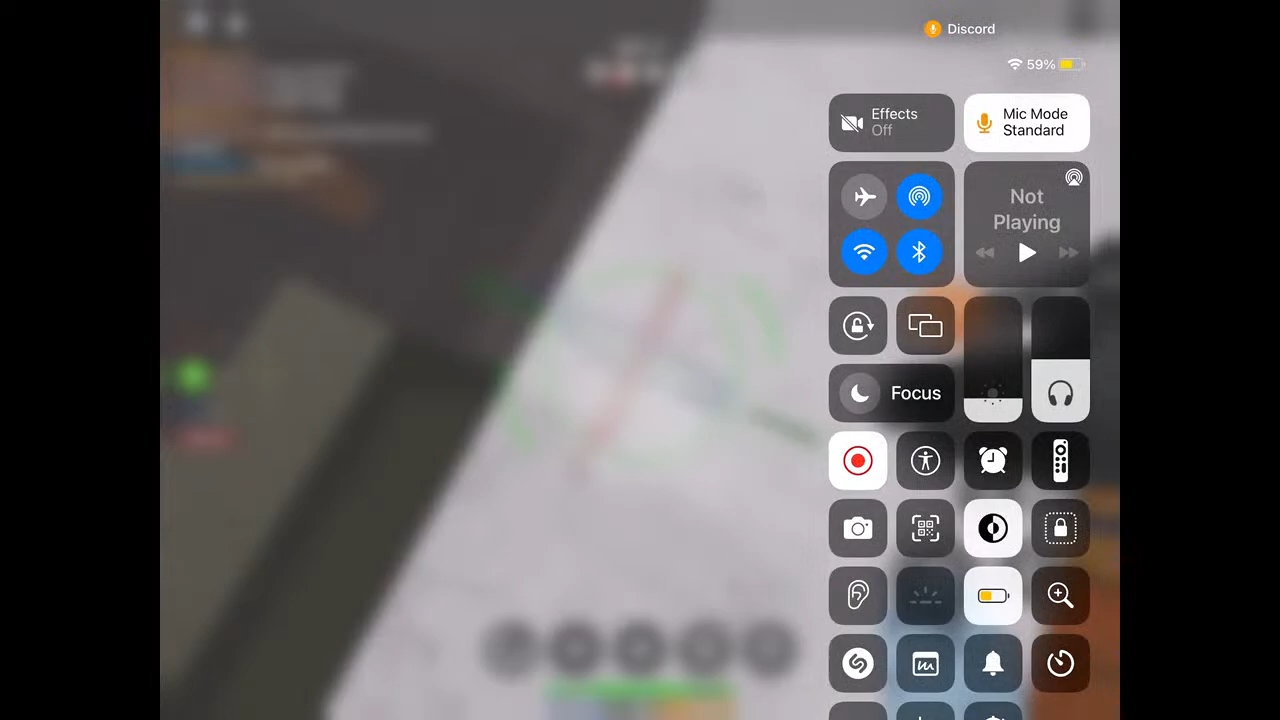 Discord
59%
Effects
Off
Mic Mode
Standard
Not
Playing
Focus